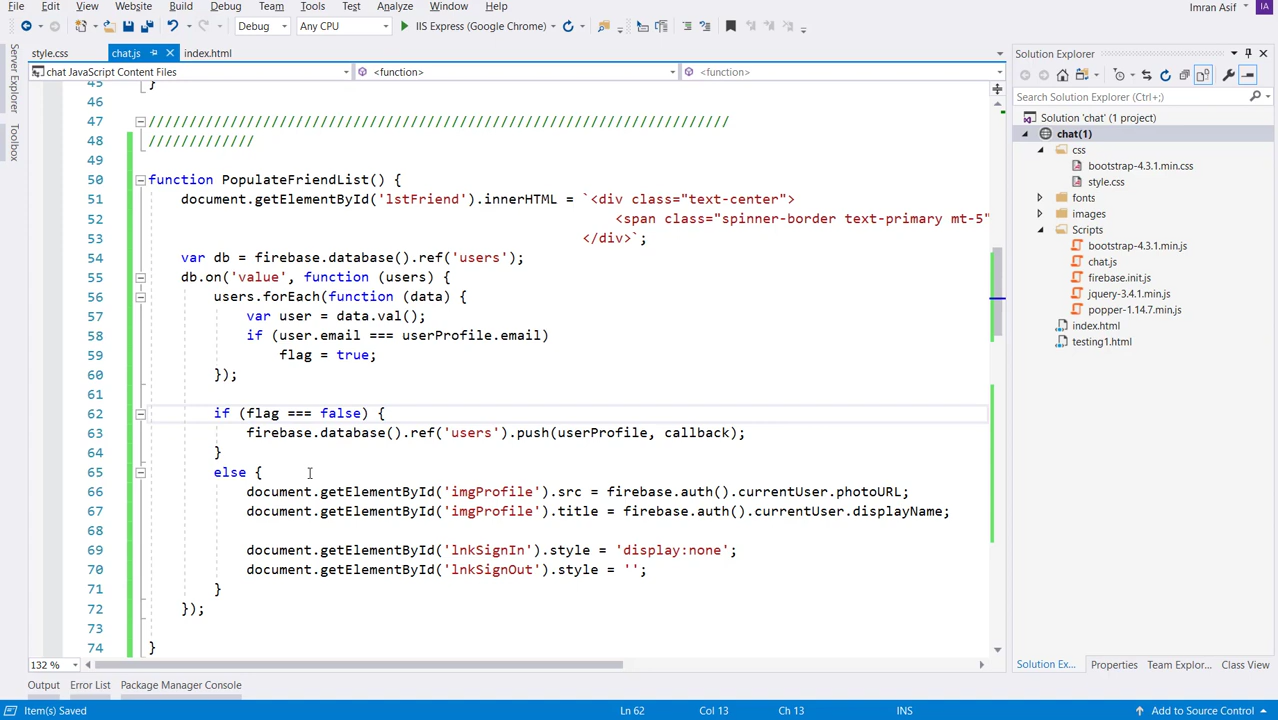 File Edit View Website Build Debug Team Tools Test Analyze Window Help Imran Asif IA
Debug Any CPU IIS Express (Google Chrome)
style.css chat.js index.html
chat JavaScript Content Files <function> <function>
Server Explorer
Toolbox
45 }
46
47 ///////////////////////////////////////////////////////////////////////
48 /////////////
49
50 function PopulateFriendList() {
51 document.getElementById('lstFriend').innerHTML = `<div class="text-center">
52 <span class="spinner-border text-primary mt-5"
53 </div>`;
54 var db = firebase.database().ref('users');
55 db.on('value', function (users) {
56 users.forEach(function (data) {
57 var user = data.val();
58 if (user.email === userProfile.email)
59 flag = true;
60 });
61
62 if (flag === false) {
63 firebase.database().ref('users').push(userProfile, callback);
64 }
65 else {
66 document.getElementById('imgProfile').src = firebase.auth().currentUser.photoURL;
67 document.getElementById('imgProfile').title = firebase.auth().currentUser.displayName;
68
69 document.getElementById('lnkSignIn').style = 'display:none';
70 document.getElementById('lnkSignOut').style = '';
71 }
72 });
73
74 }
132 %
Solution Explorer
Search Solution Explorer (Ctrl+;)
Solution 'chat' (1 project)
chat(1)
css
bootstrap-4.3.1.min.css
style.css
fonts
images
Scripts
bootstrap-4.3.1.min.js
chat.js
firebase.init.js
jquery-3.4.1.min.js
popper-1.14.7.min.js
index.html
testing1.html
Solution Ex... Properties Team Explor... Class View
Output Error List Package Manager Console
Item(s) Saved Ln 62 Col 13 Ch 13 INS Add to Source Control